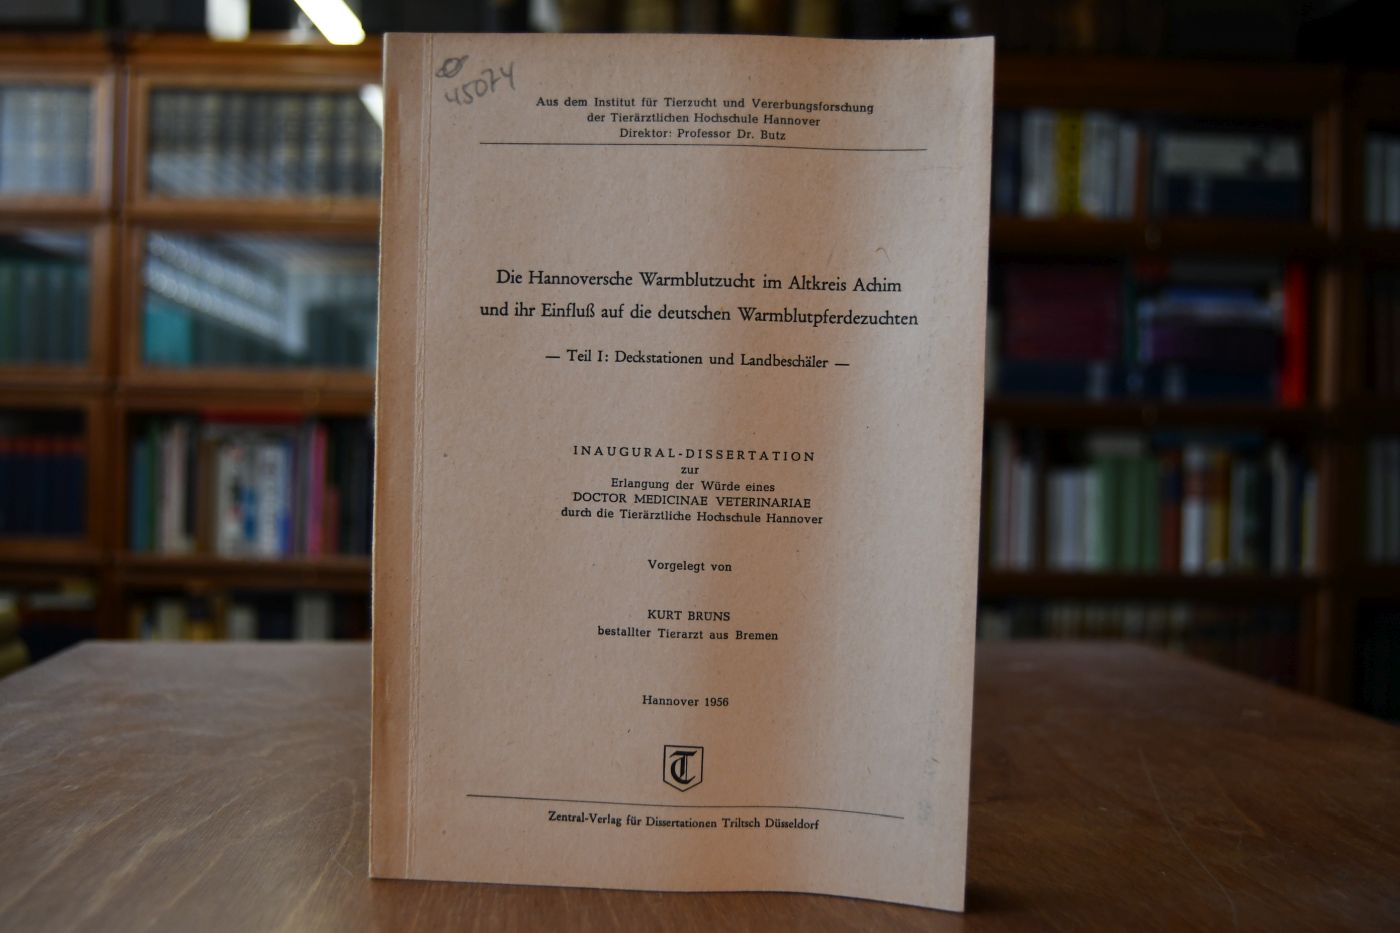 45074
Aus dem Institut für Tierzucht und Vererbungsforschung
der Tierärztlichen Hochschule Hannover
Direktor: Professor Dr. Butz
Die Hannoversche Warmblutzucht im Altkreis Achim
und ihr Einfluß auf die deutschen Warmblutpferdezuchten
— Teil I: Deckstationen und Landbeschäler —
INAUGURAL-DISSERTATION
zur
Erlangung der Würde eines
DOCTOR MEDICINAE VETERINARIAE
durch die Tierärztliche Hochschule Hannover
Vorgelegt von
KURT BRUNS
bestallter Tierarzt aus Bremen
Hannover 1956
T
Zentral-Verlag für Dissertationen Triltsch Düsseldorf